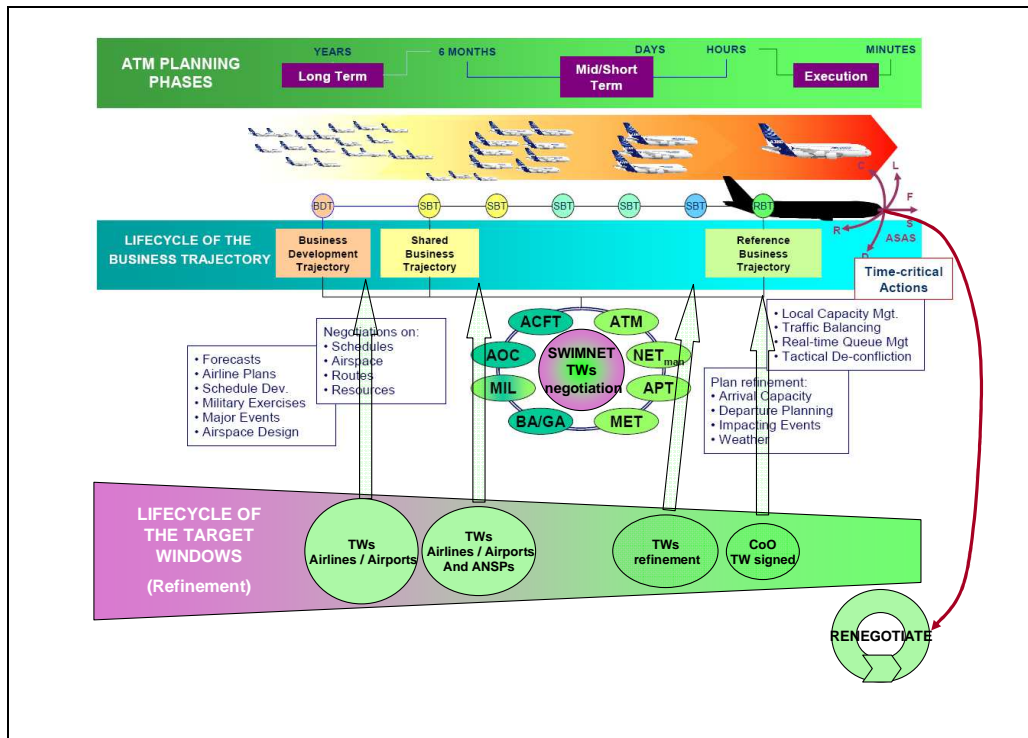 YEARS
6 MONTHS
DAYS
HOURS
MINUTES
ATM PLANNING
PHASES
Long Term
Mid/Short
Term
Execution
C
L
F
S
R
D
ASAS
BDT
SBT
SBT
SBT
SBT
SBT
RBT
LIFECYCLE OF THE
BUSINESS TRAJECTORY
Business
Development
Trajectory
Shared
Business
Trajectory
Reference
Business
Trajectory
Time-critical
Actions
• Local Capacity Mgt.
• Traffic Balancing
• Real-time Queue Mgt
• Tactical De-confliction
Negotiations on:
• Schedules
• Airspace
• Routes
• Resources
• Forecasts
• Airline Plans
• Schedule Dev.
• Military Exercises
• Major Events
• Airspace Design
ACFT
ATM
AOC
NET man
MIL
APT
BA/GA
MET
SWIMNET
TWs
negotiation
Plan refinement:
• Arrival Capacity
• Departure Planning
• Impacting Events
• Weather
LIFECYCLE OF
THE TARGET
WINDOWS
(Refinement)
TWs
Airlines / Airports
TWs
Airlines / Airports
And ANSPs
TWs
refinement
CoO
TW signed
RENEGOTIATE